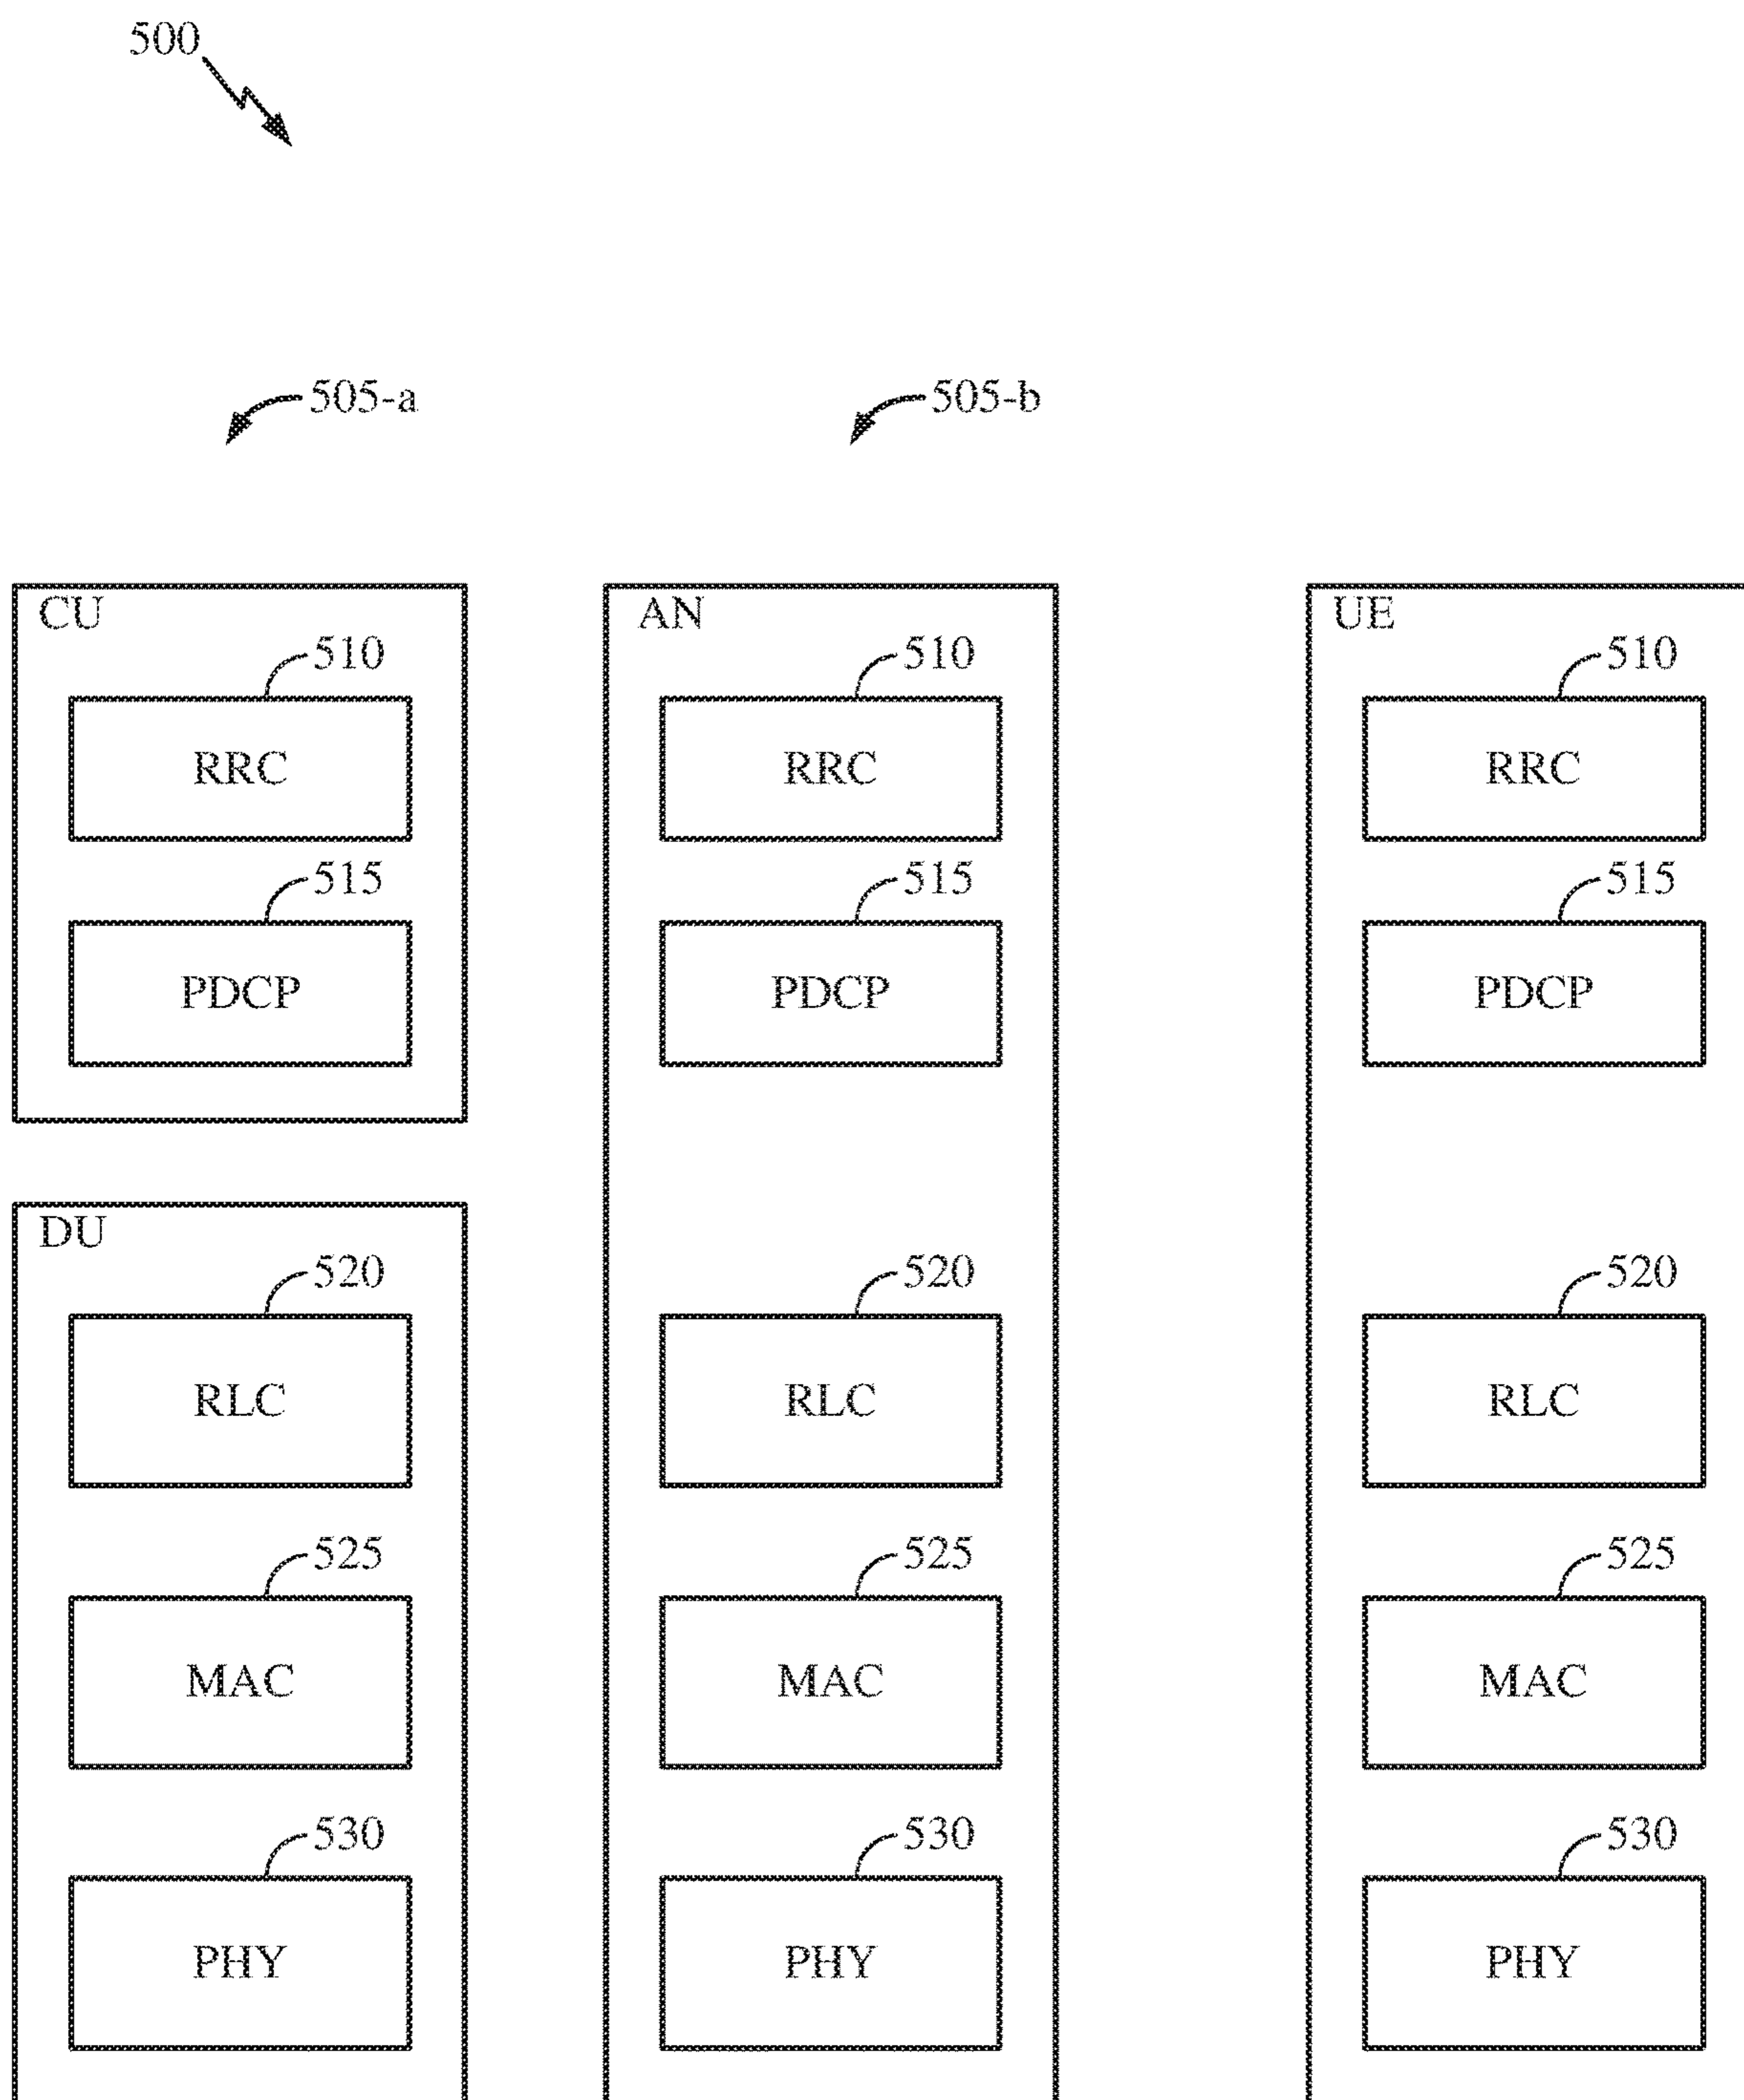 500
505-a 505-b
CU AN UE
510 510 510
RRC RRC RRC
515 515 515
PDCP PDCP PDCP
DU
520 520 520
RLC RLC RLC
525 525 525
MAC MAC MAC
530 530 530
PHY PHY PHY